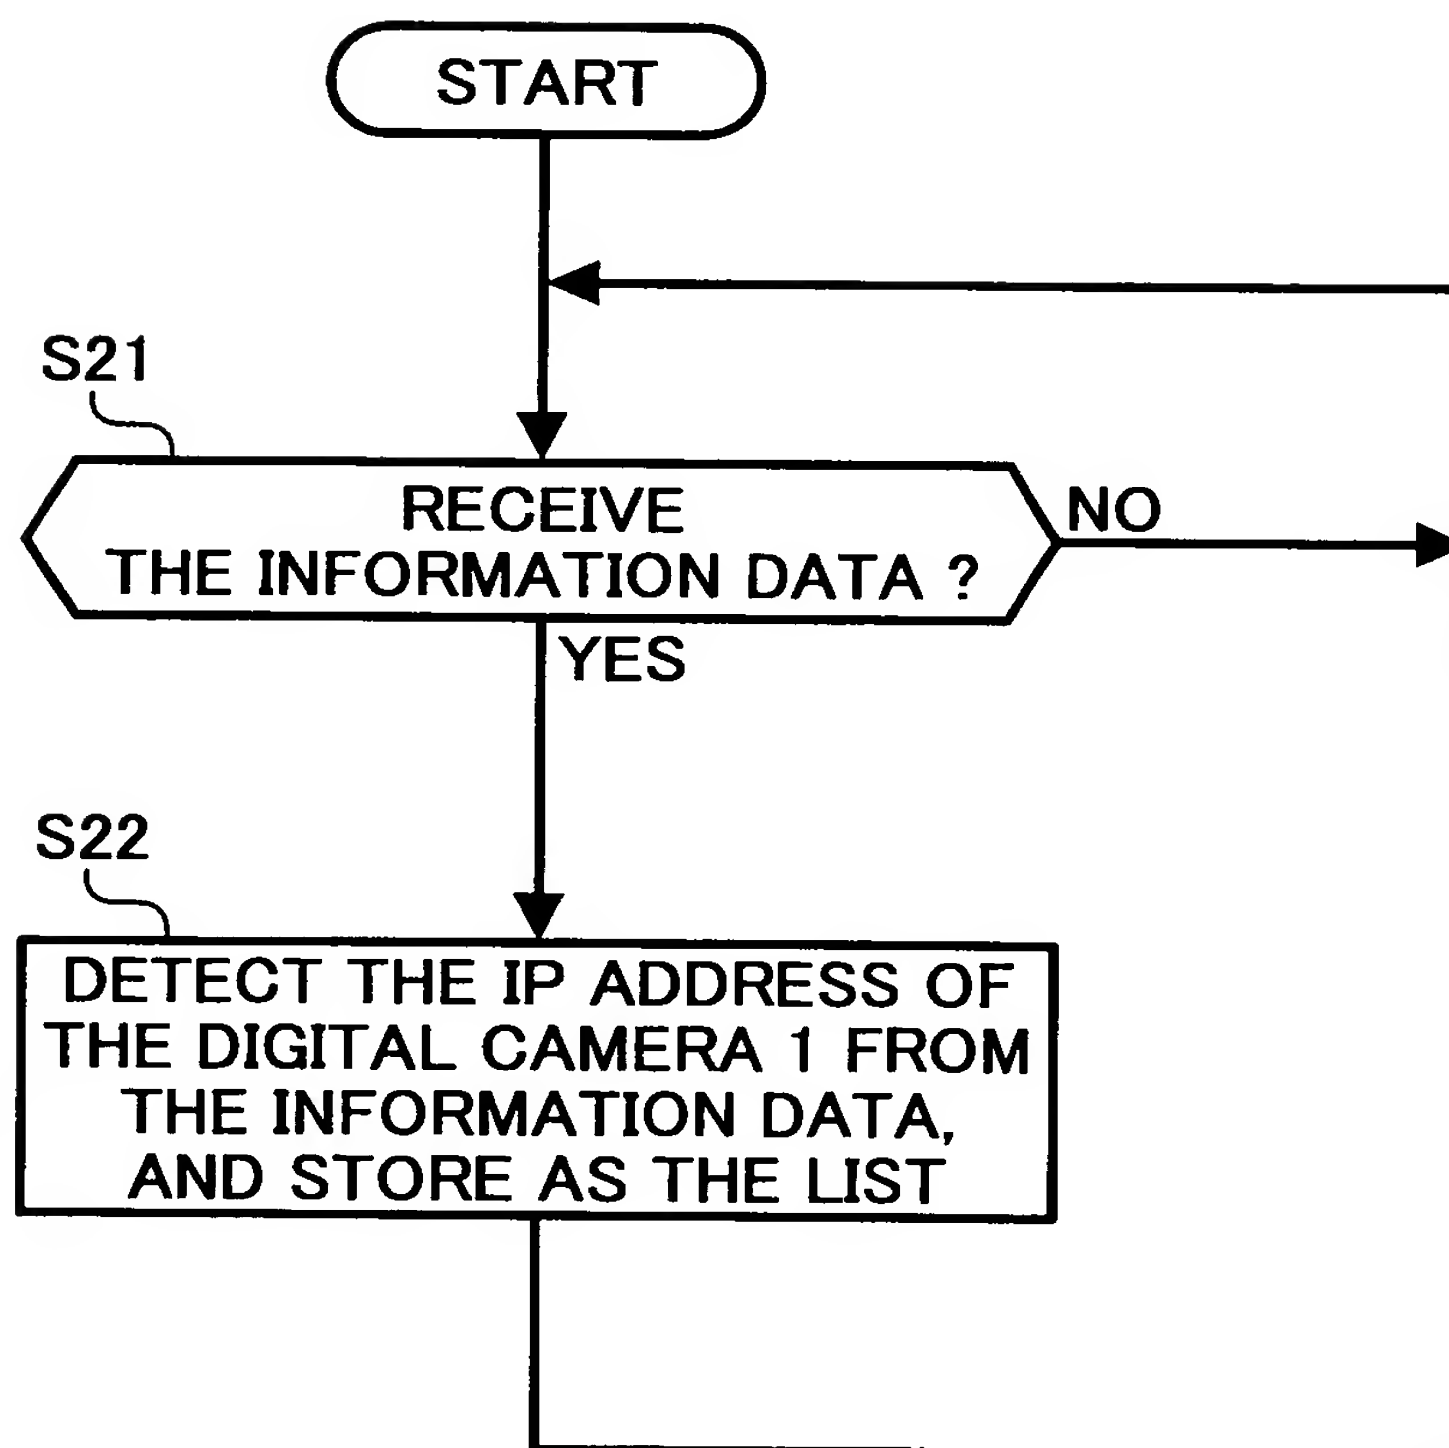 START
S21
RECEIVE
THE INFORMATION DATA ?
NO
YES
S22
DETECT THE IP ADDRESS OF
THE DIGITAL CAMERA 1 FROM
THE INFORMATION DATA,
AND STORE AS THE LIST